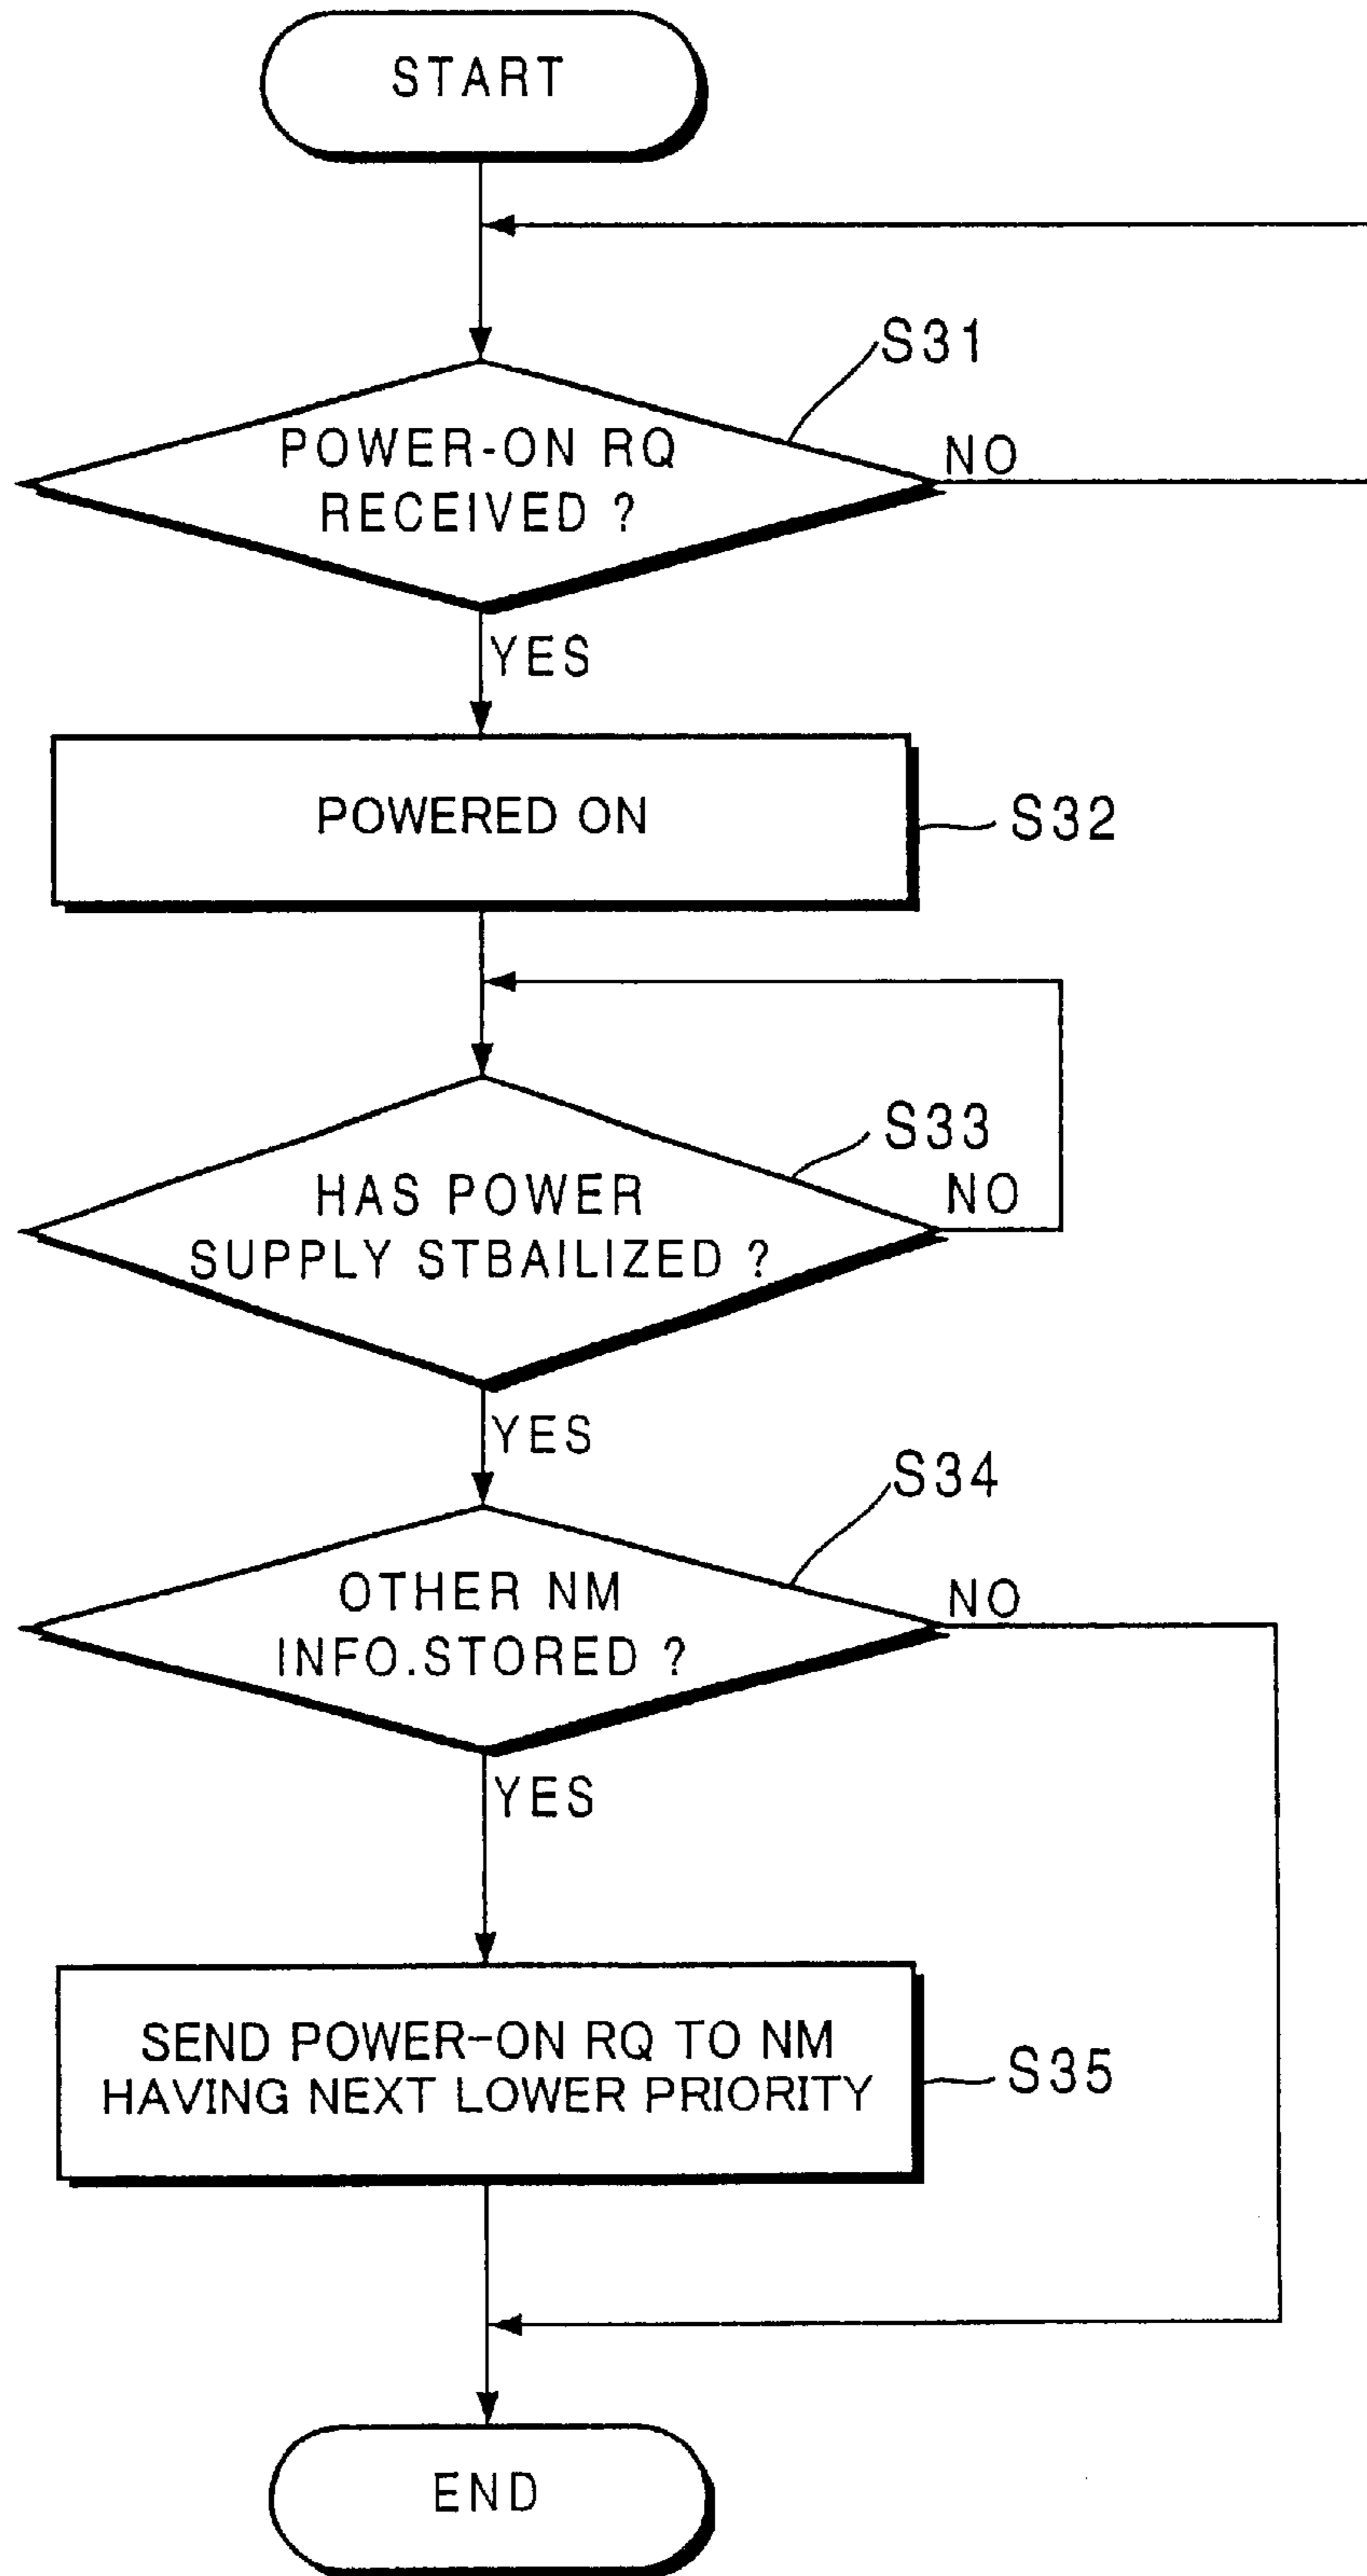 START
S31
POWER-ON RQ
RECEIVED ?
NO
YES
POWERED ON
S32
S33
HAS POWER
SUPPLY STBAILIZED ?
NO
YES
S34
OTHER NM
INFO.STORED ?
NO
YES
SEND POWER-ON RQ TO NM
HAVING NEXT LOWER PRIORITY
S35
END